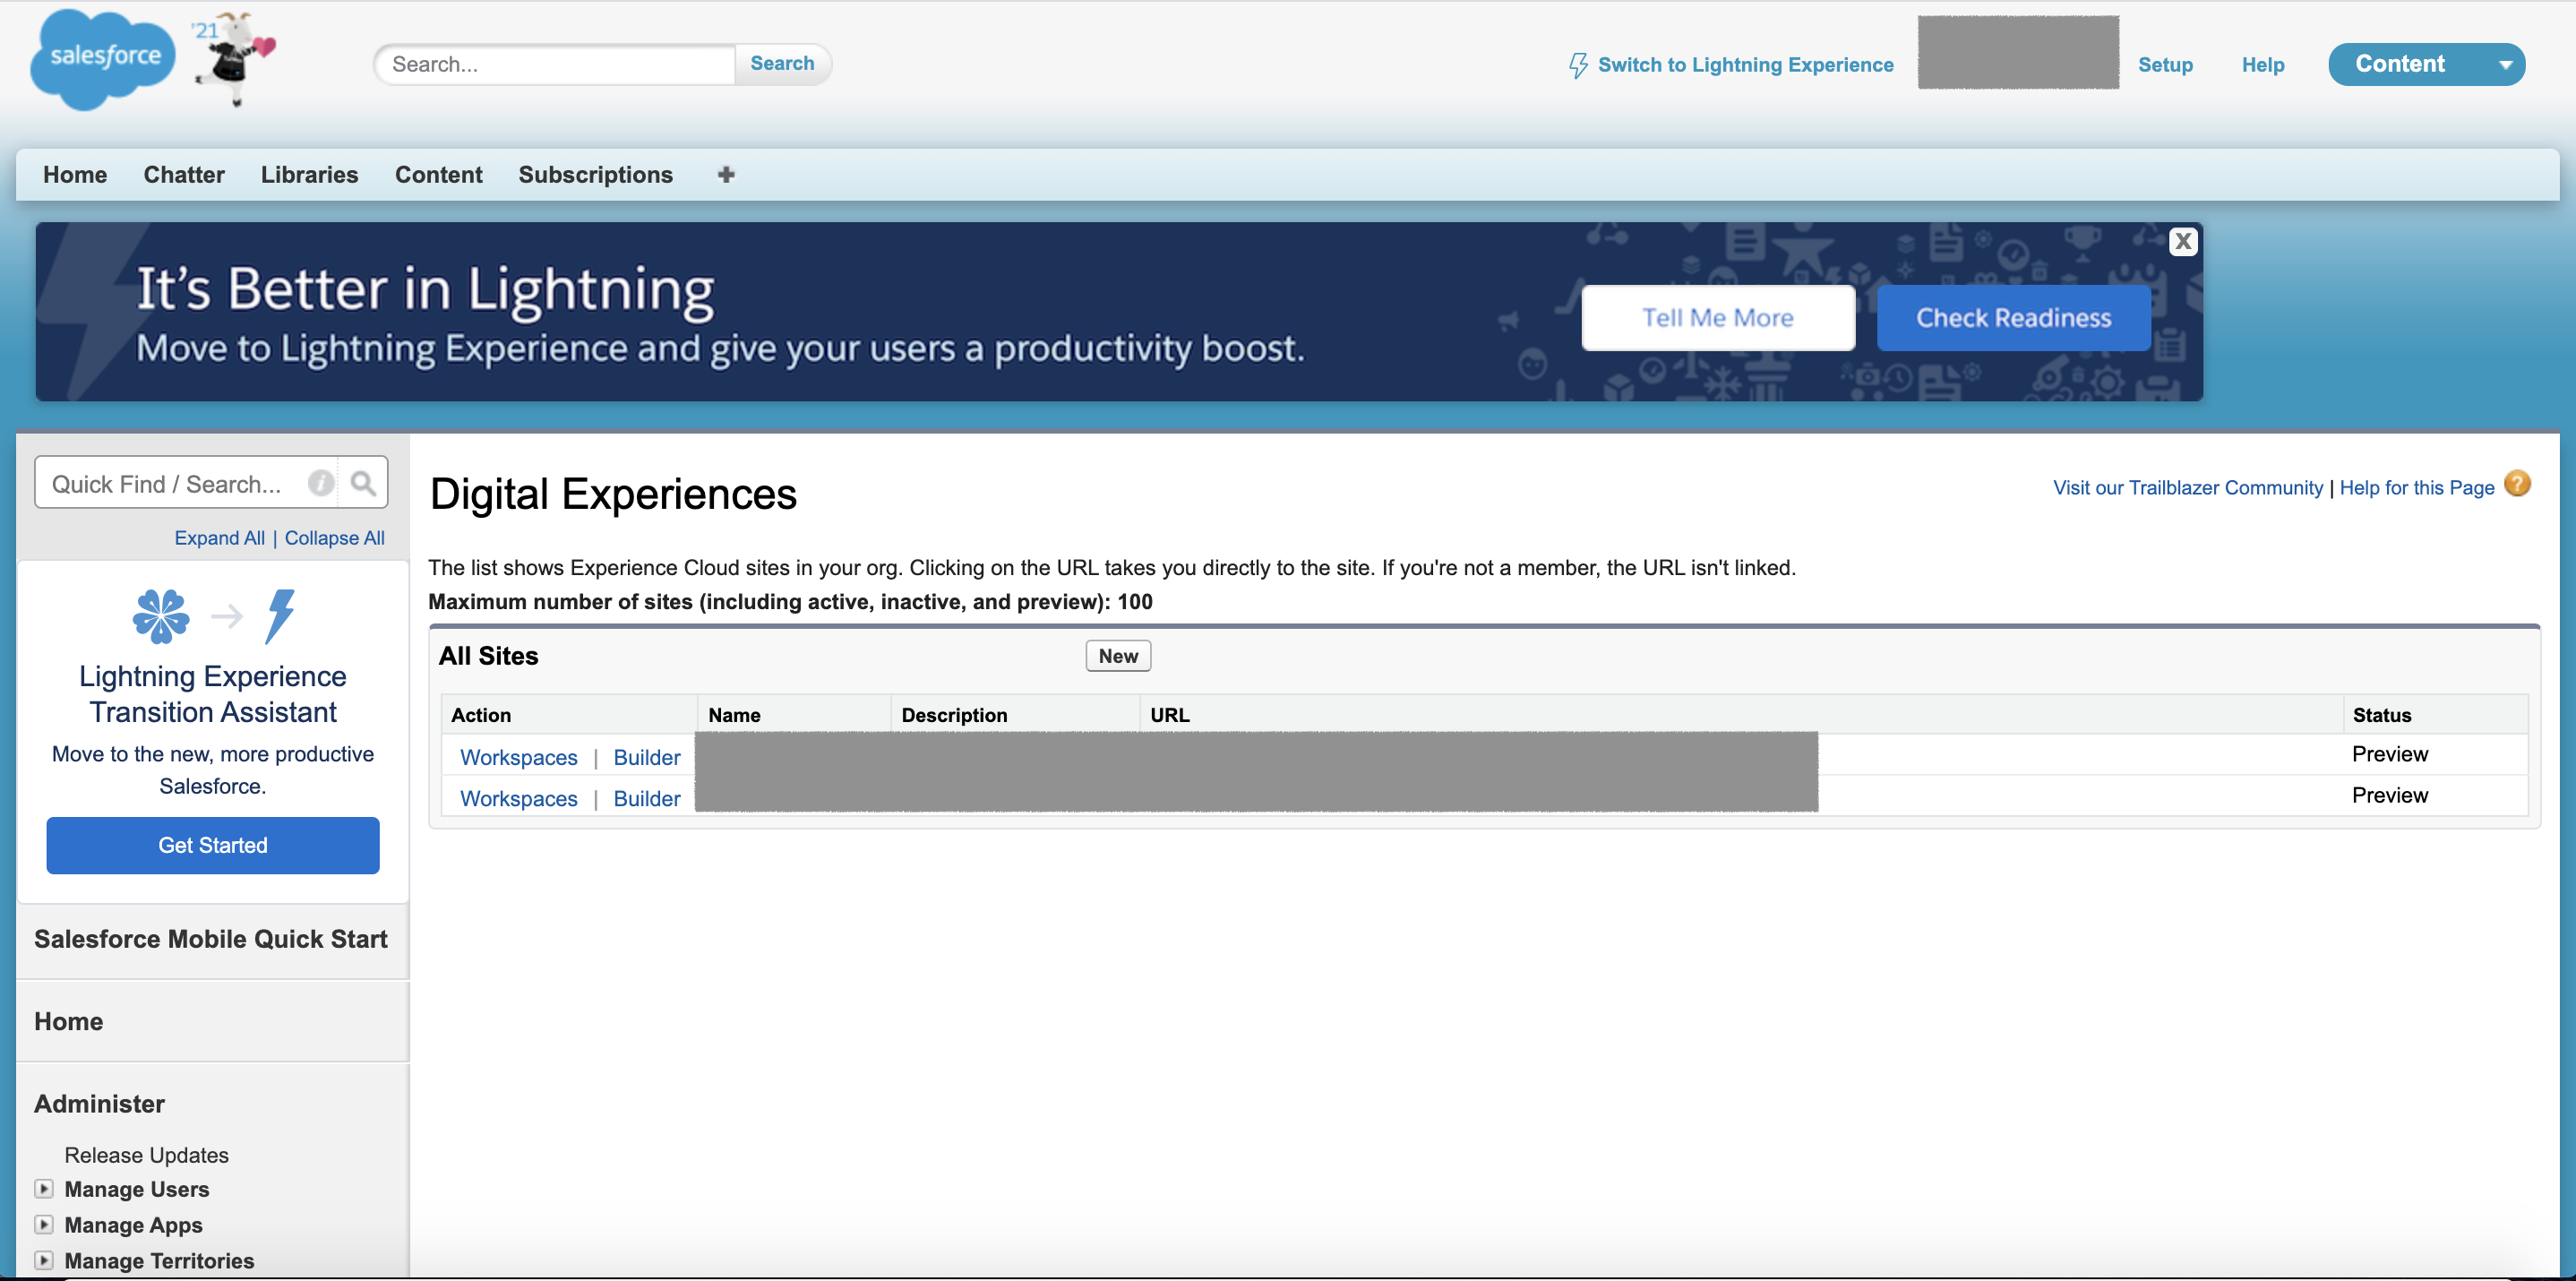 salesforce
'21
Search...
Search
Switch to Lightning Experience
Setup
Help
Content
Home
Chatter
Libraries
Content
Subscriptions
It's Better in Lightning
Move to Lightning Experience and give your users a productivity boost.
Tell Me More
Check Readiness
X
Quick Find / Search...
Expand All | Collapse All
Lightning Experience
Transition Assistant
Move to the new, more productive
Salesforce.
Get Started
Salesforce Mobile Quick Start
Home
Administer
Release Updates
Manage Users
Manage Apps
Manage Territories
Digital Experiences
Visit our Trailblazer Community | Help for this Page
The list shows Experience Cloud sites in your org. Clicking on the URL takes you directly to the site. If you're not a member, the URL isn't linked.
Maximum number of sites (including active, inactive, and preview): 100
All Sites
New
Action Name Description URL Status
Workspaces | Builder Preview
Workspaces | Builder Preview